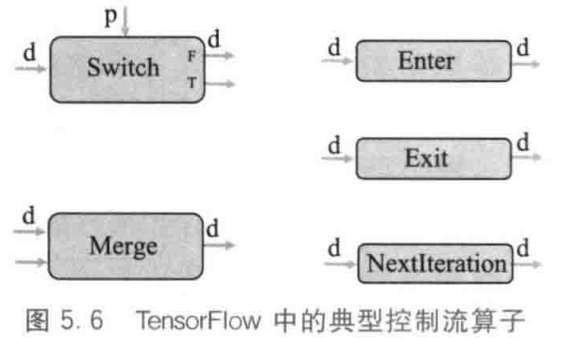 p
d
Switch
F
d
T
d
Enter
d
d
Exit
d
d
Merge
d
d
NextIteration
d
图 5.6 TensorFlow 中的典型控制流算子